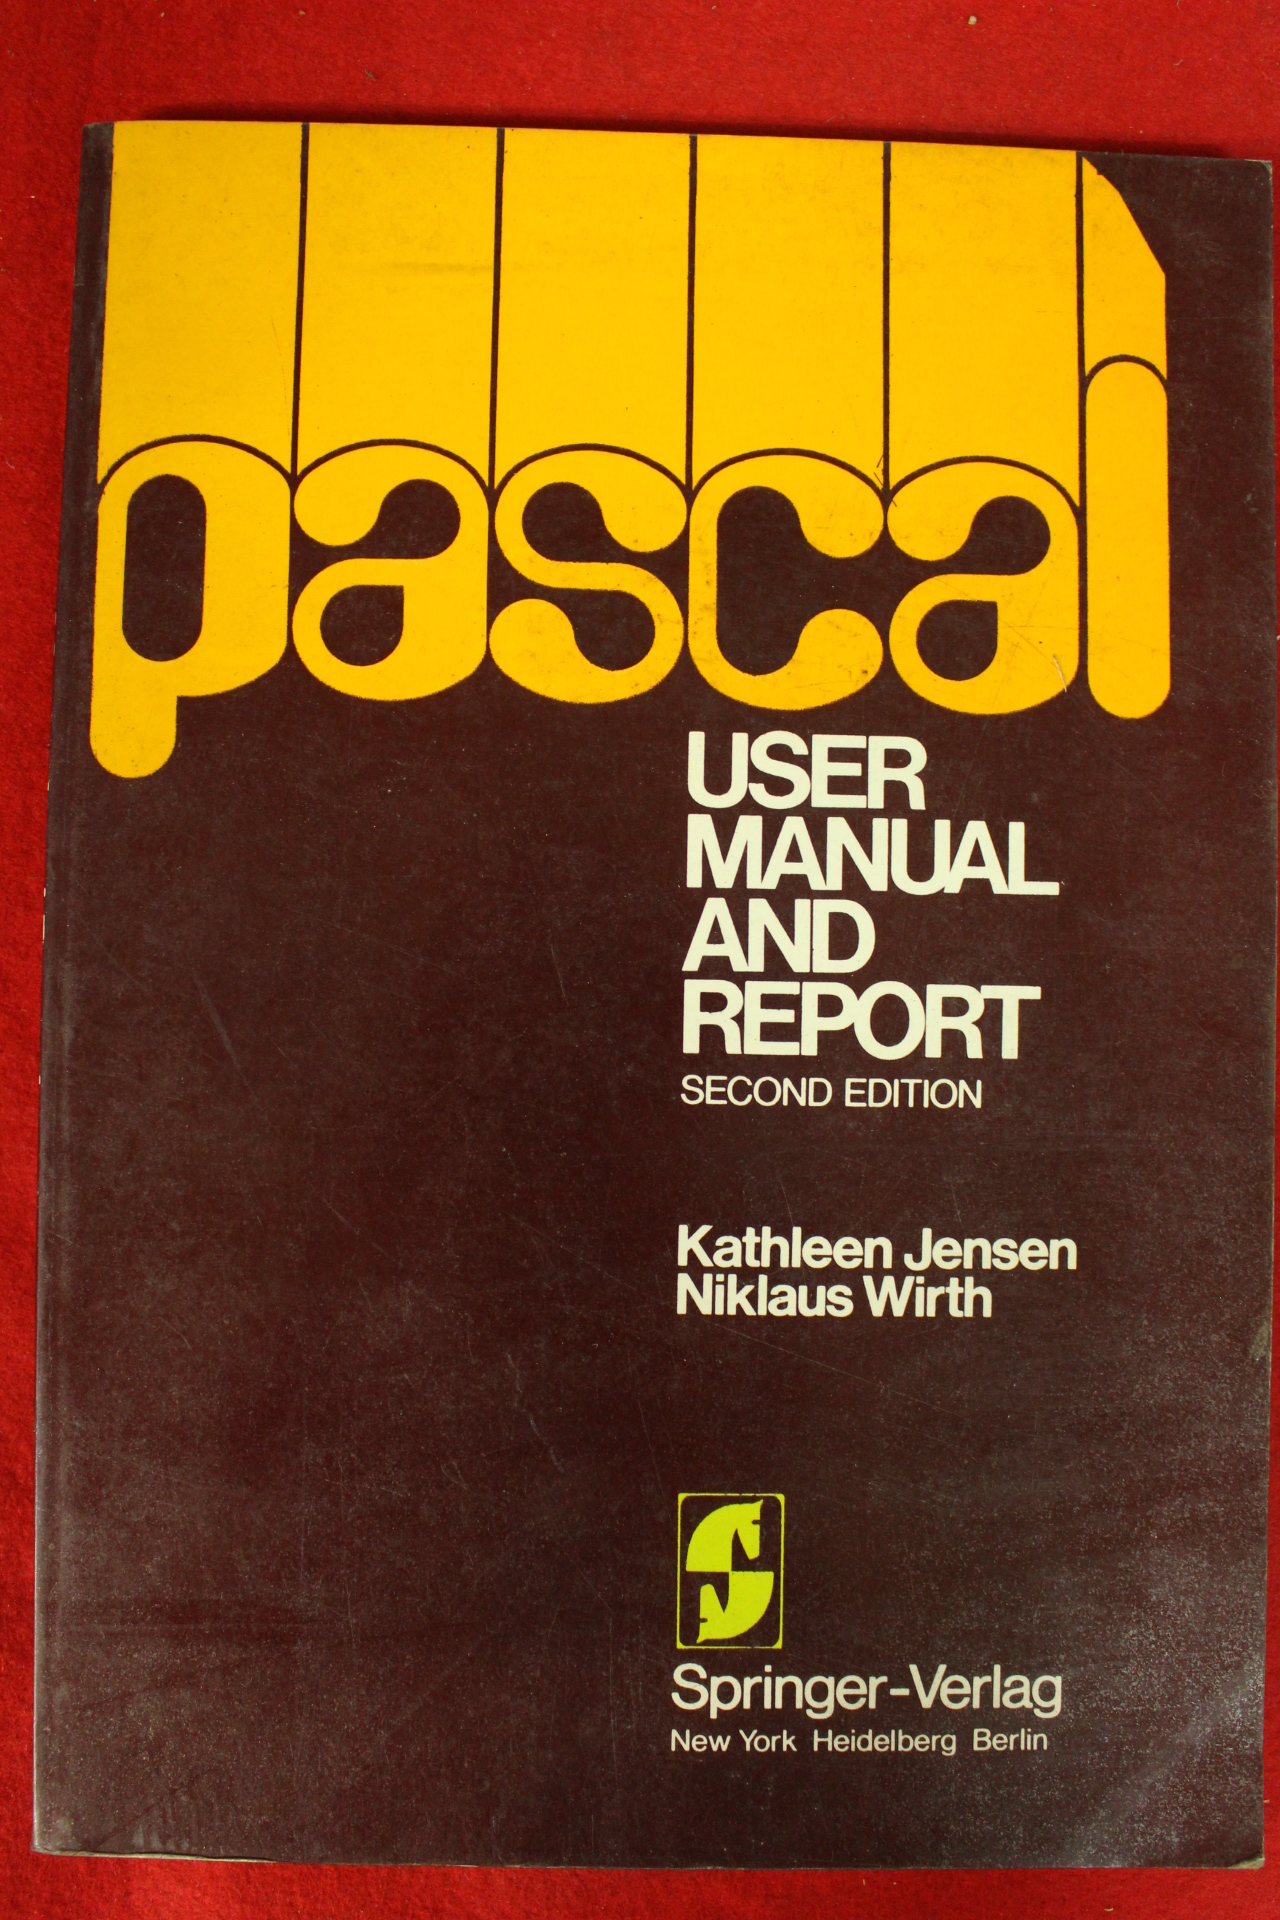 pascal
USER
MANUAL
AND
REPORT
SECOND EDITION
Kathleen Jensen
Niklaus Wirth
Springer-Verlag
New York Heidelberg Berlin